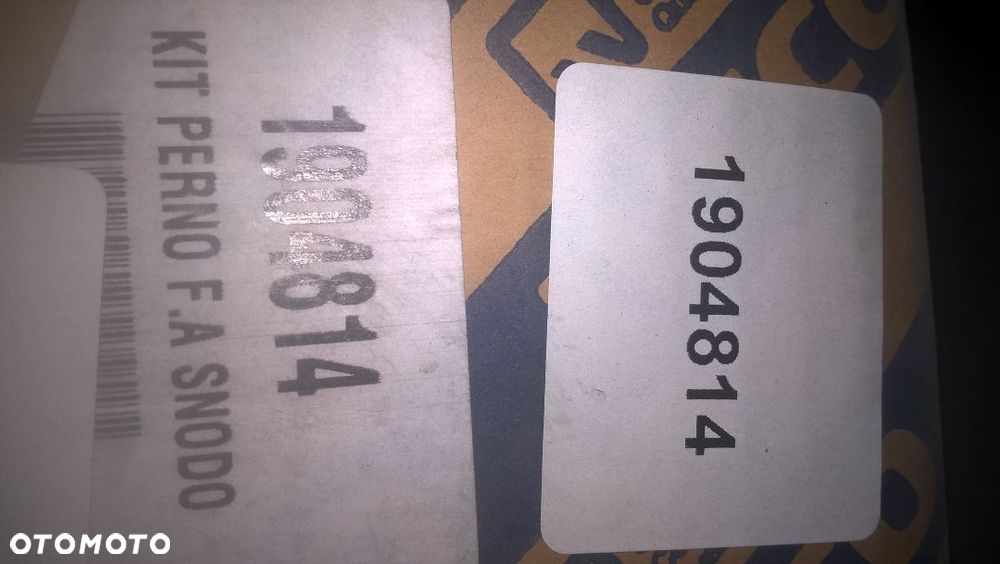 KIT PERNO F.A SNODO
1904814
1904814
OTOMOTO